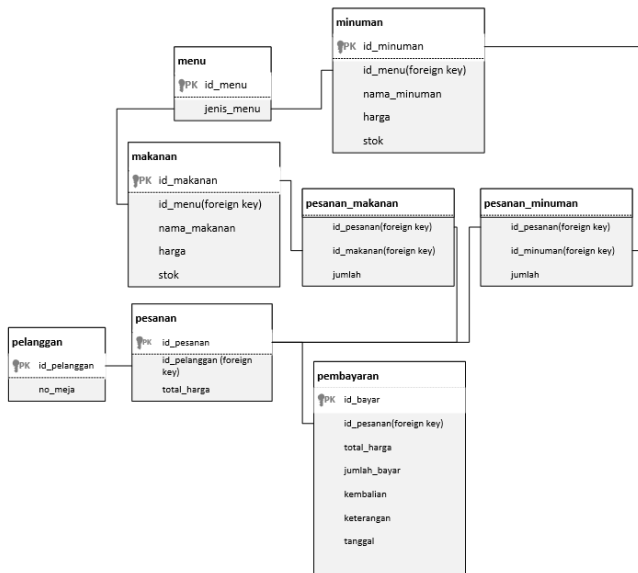 minuman
PK id_minuman
id_menu(foreign key)
nama_minuman
harga
stok
menu
PK id_menu
jenis_menu
makanan
PK id_makanan
id_menu(foreign key)
nama_makanan
harga
stok
pesanan_makanan
id_pesanan(foreign key)
id_makanan(foreign key)
jumlah
pesanan_minuman
id_pesanan(foreign key)
id_minuman(foreign key)
jumlah
pelanggan
PK id_pelanggan
no_meja
pesanan
PK id_pesanan
id_pelanggan (foreign
key)
total_harga
pembayaran
PK id_bayar
id_pesanan(foreign key)
total_harga
jumlah_bayar
kembalian
keterangan
tanggal